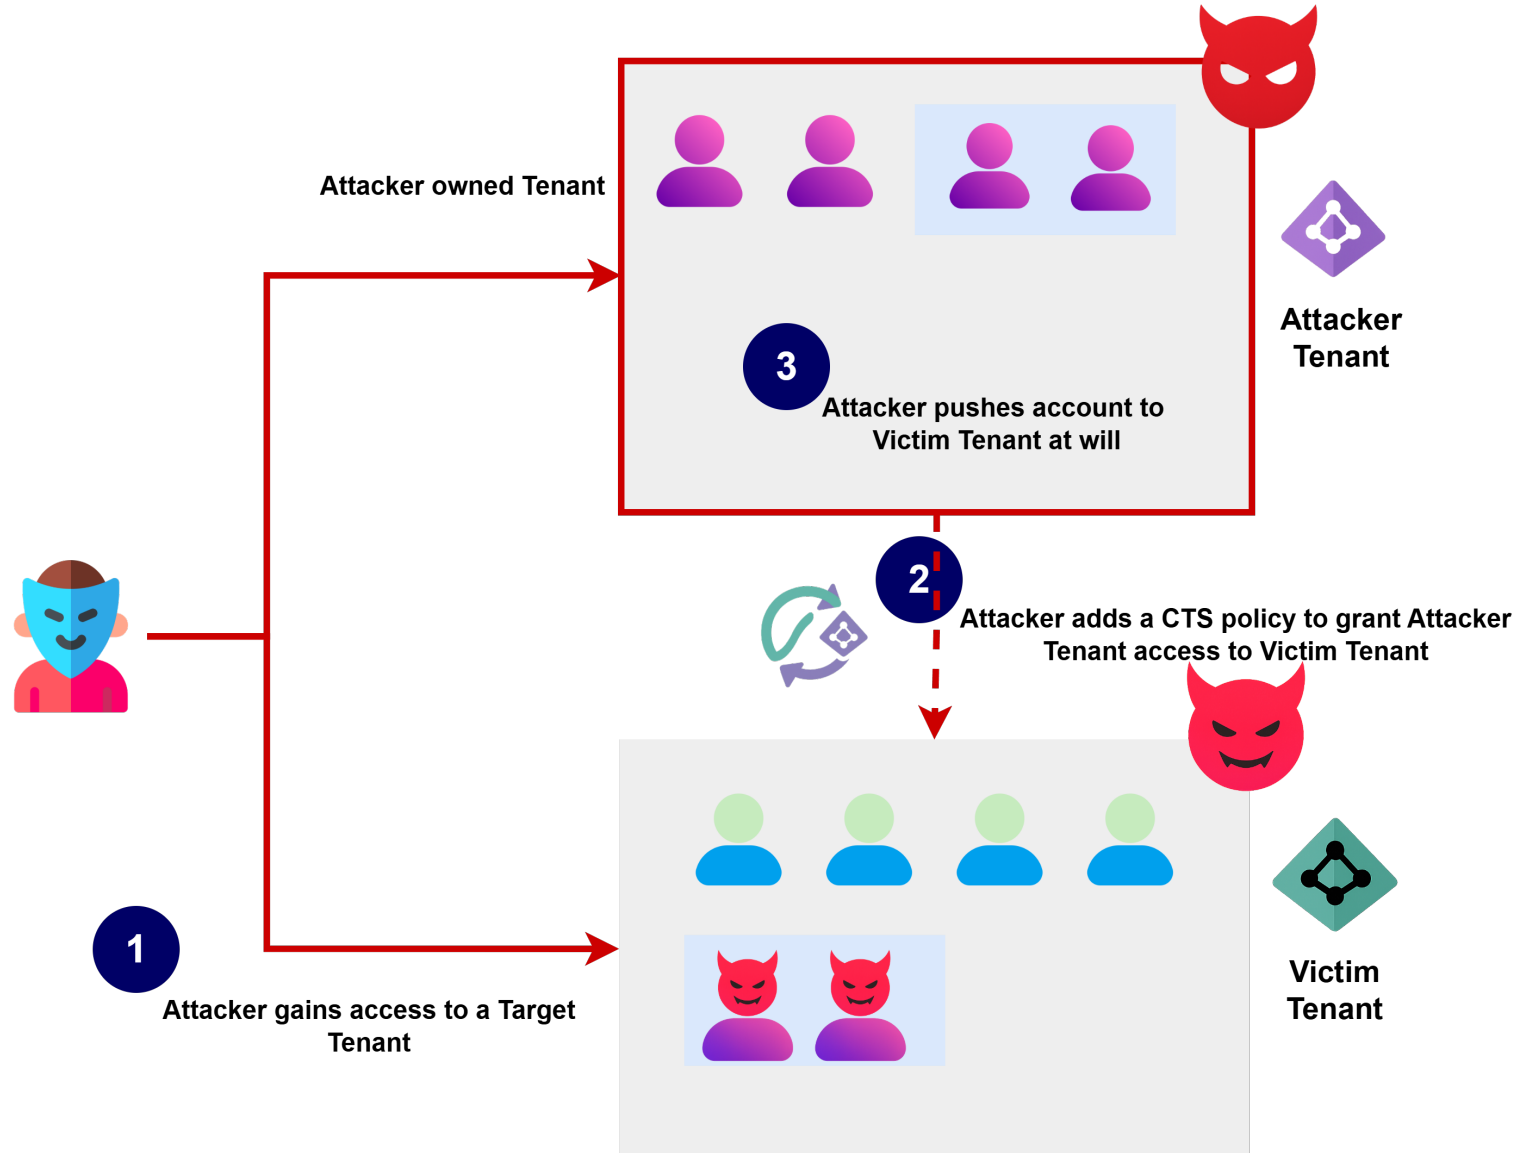 Attacker owned Tenant
Attacker
Tenant
3
Attacker pushes account to
Victim Tenant at will
2
Attacker adds a CTS policy to grant Attacker
Tenant access to Victim Tenant
1
Attacker gains access to a Target
Tenant
Victim
Tenant